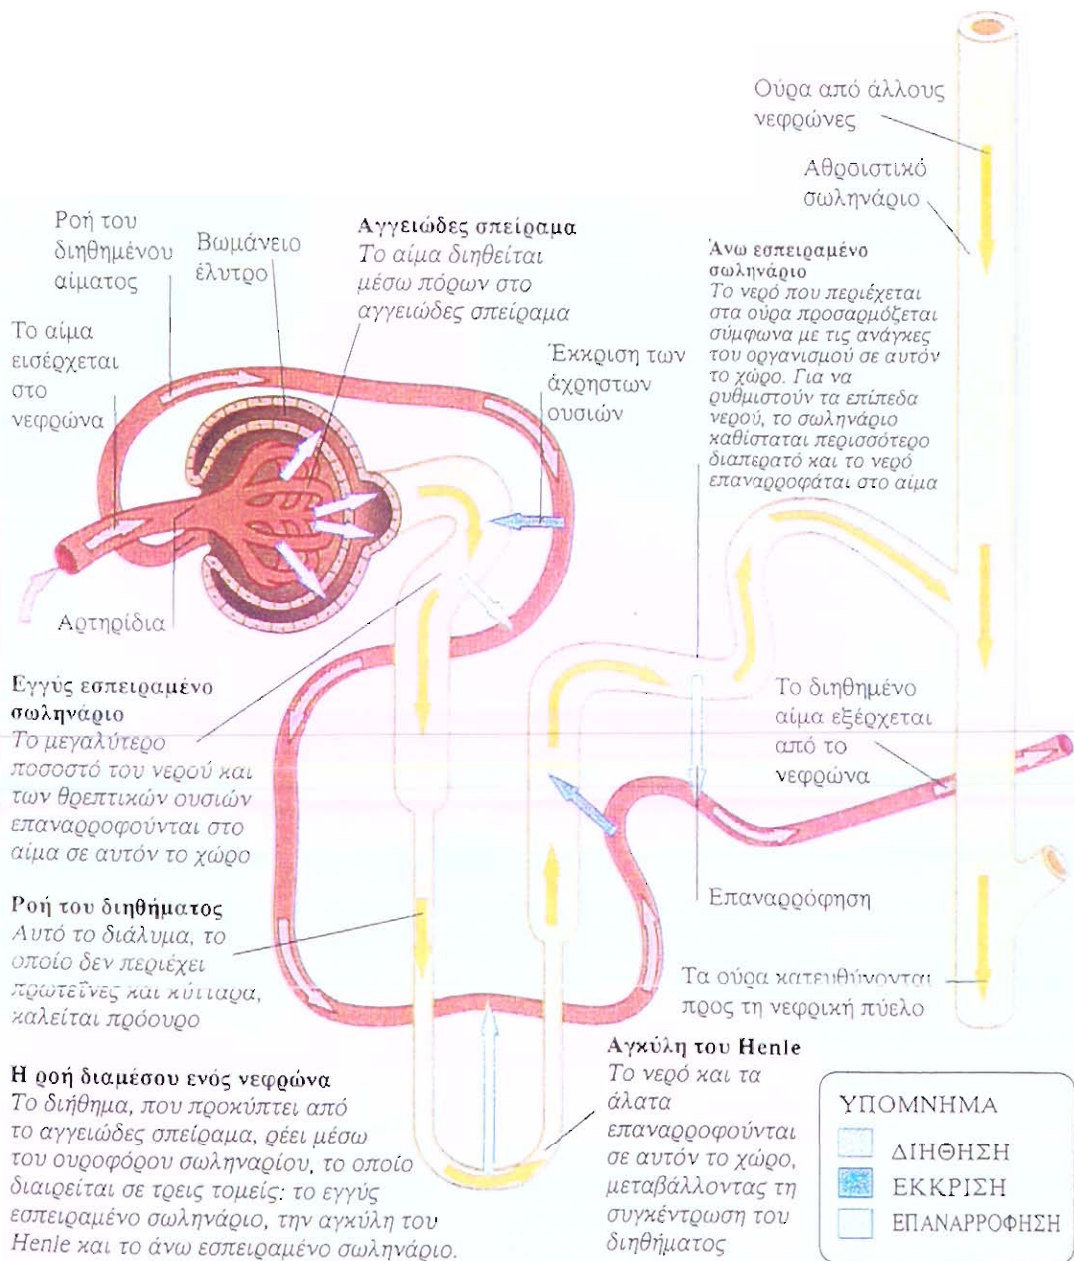 Ούρα από άλλους
νεφρώνες
Αθροιστικό
σωληνάριο
Ροή του
διηθημένου
αίματος
Βωμάνειο
έλυτρο
Αγγειώδες σπείραμα
Το αίμα διηθείται
μέσω πόρων στο
αγγειώδες σπείραμα
Άνω εσπειραμένο
σωληνάριο
Το νερό που περιέχεται
στα ούρα προσαρμόζεται
σύμφωνα με τις ανάγκες
του οργανισμού σε αυτόν
το χώρο. Για να
ρυθμιστούν τα επίπεδα
νερού, το σωληνάριο
καθίσταται περισσότερο
διαπερατό και το νερό
επαναρροφάται στο αίμα
Το αίμα
εισέρχεται
στο
νεφρώνα
Έκκριση των
άχρηστων
ουσιών
Αρτηρίδια
Εγγύς εσπειραμένο
σωληνάριο
Το μεγαλύτερο
ποσοστό του νερού και
των θρεπτικών ουσιών
επαναρροφούνται στο
αίμα σε αυτόν το χώρο
Το διηθημένο
αίμα εξέρχεται
από το
νεφρώνα
Ροή του διηθήματος
Αυτό το διάλυμα, το
οποίο δεν περιέχει
πρωτεΐνες και κύτταρα,
καλείται πρόουρο
Επαναρρόφηση
Τα ούρα κατευθύνονται
προς τη νεφρική πύελο
Η ροή διαμέσου ενός νεφρώνα
Το διήθημα, που προκύπτει από
το αγγειώδες σπείραμα, ρέει μέσω
του ουροφόρου σωληναρίου, το οποίο
διαιρείται σε τρεις τομείς: το εγγύς
εσπειραμένο σωληνάριο, την αγκύλη του
Henle και το άνω εσπειραμένο σωληνάριο.
Αγκύλη του Henle
Το νερό και τα
άλατα
επαναρροφούνται
σε αυτόν το χώρο,
μεταβάλλοντας τη
συγκέντρωση του
διηθήματος
ΥΠΟΜΝΗΜΑ
ΔΙΗΘΗΣΗ
ΕΚΚΡΙΣΗ
ΕΠΑΝΑΡΡΟΦΗΣΗ